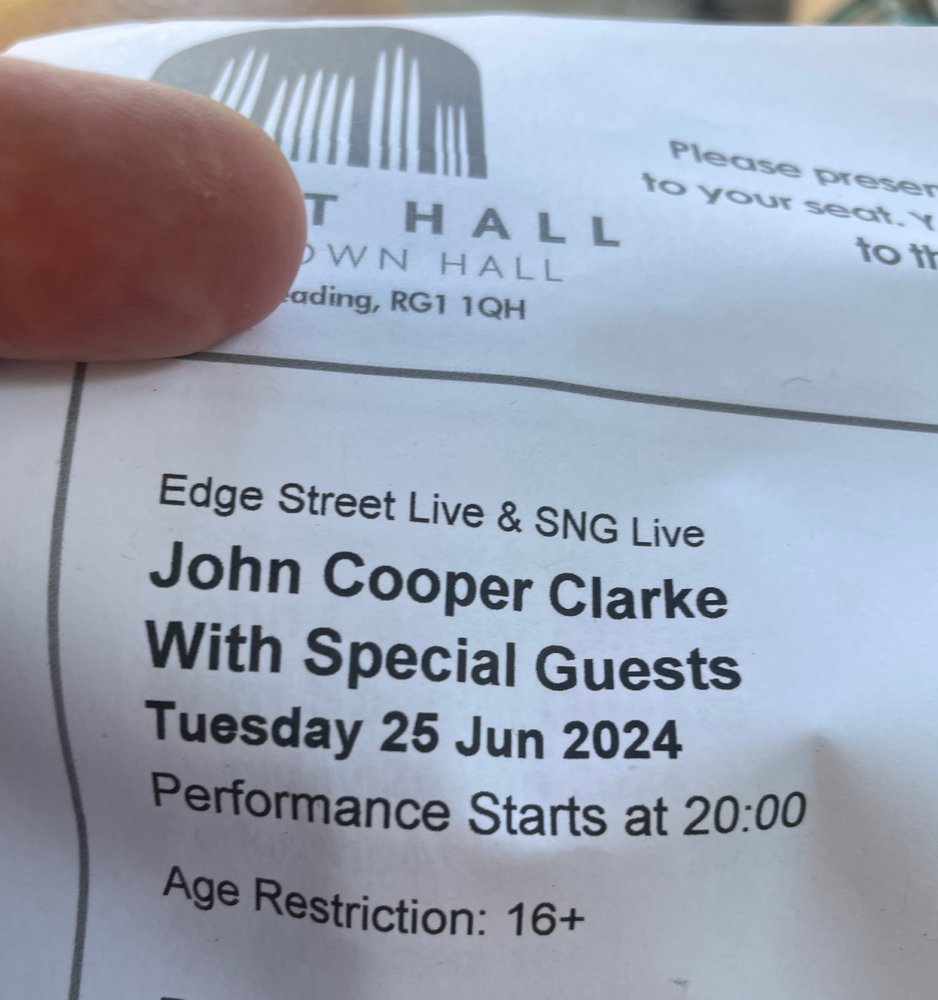 T HALL
OWN HALL
eading, RG1 1QH
Please presen
to your seat. Y
to th
Edge Street Live & SNG Live
John Cooper Clarke
With Special Guests
Tuesday 25 Jun 2024
Performance Starts at 20:00
Age Restriction: 16+